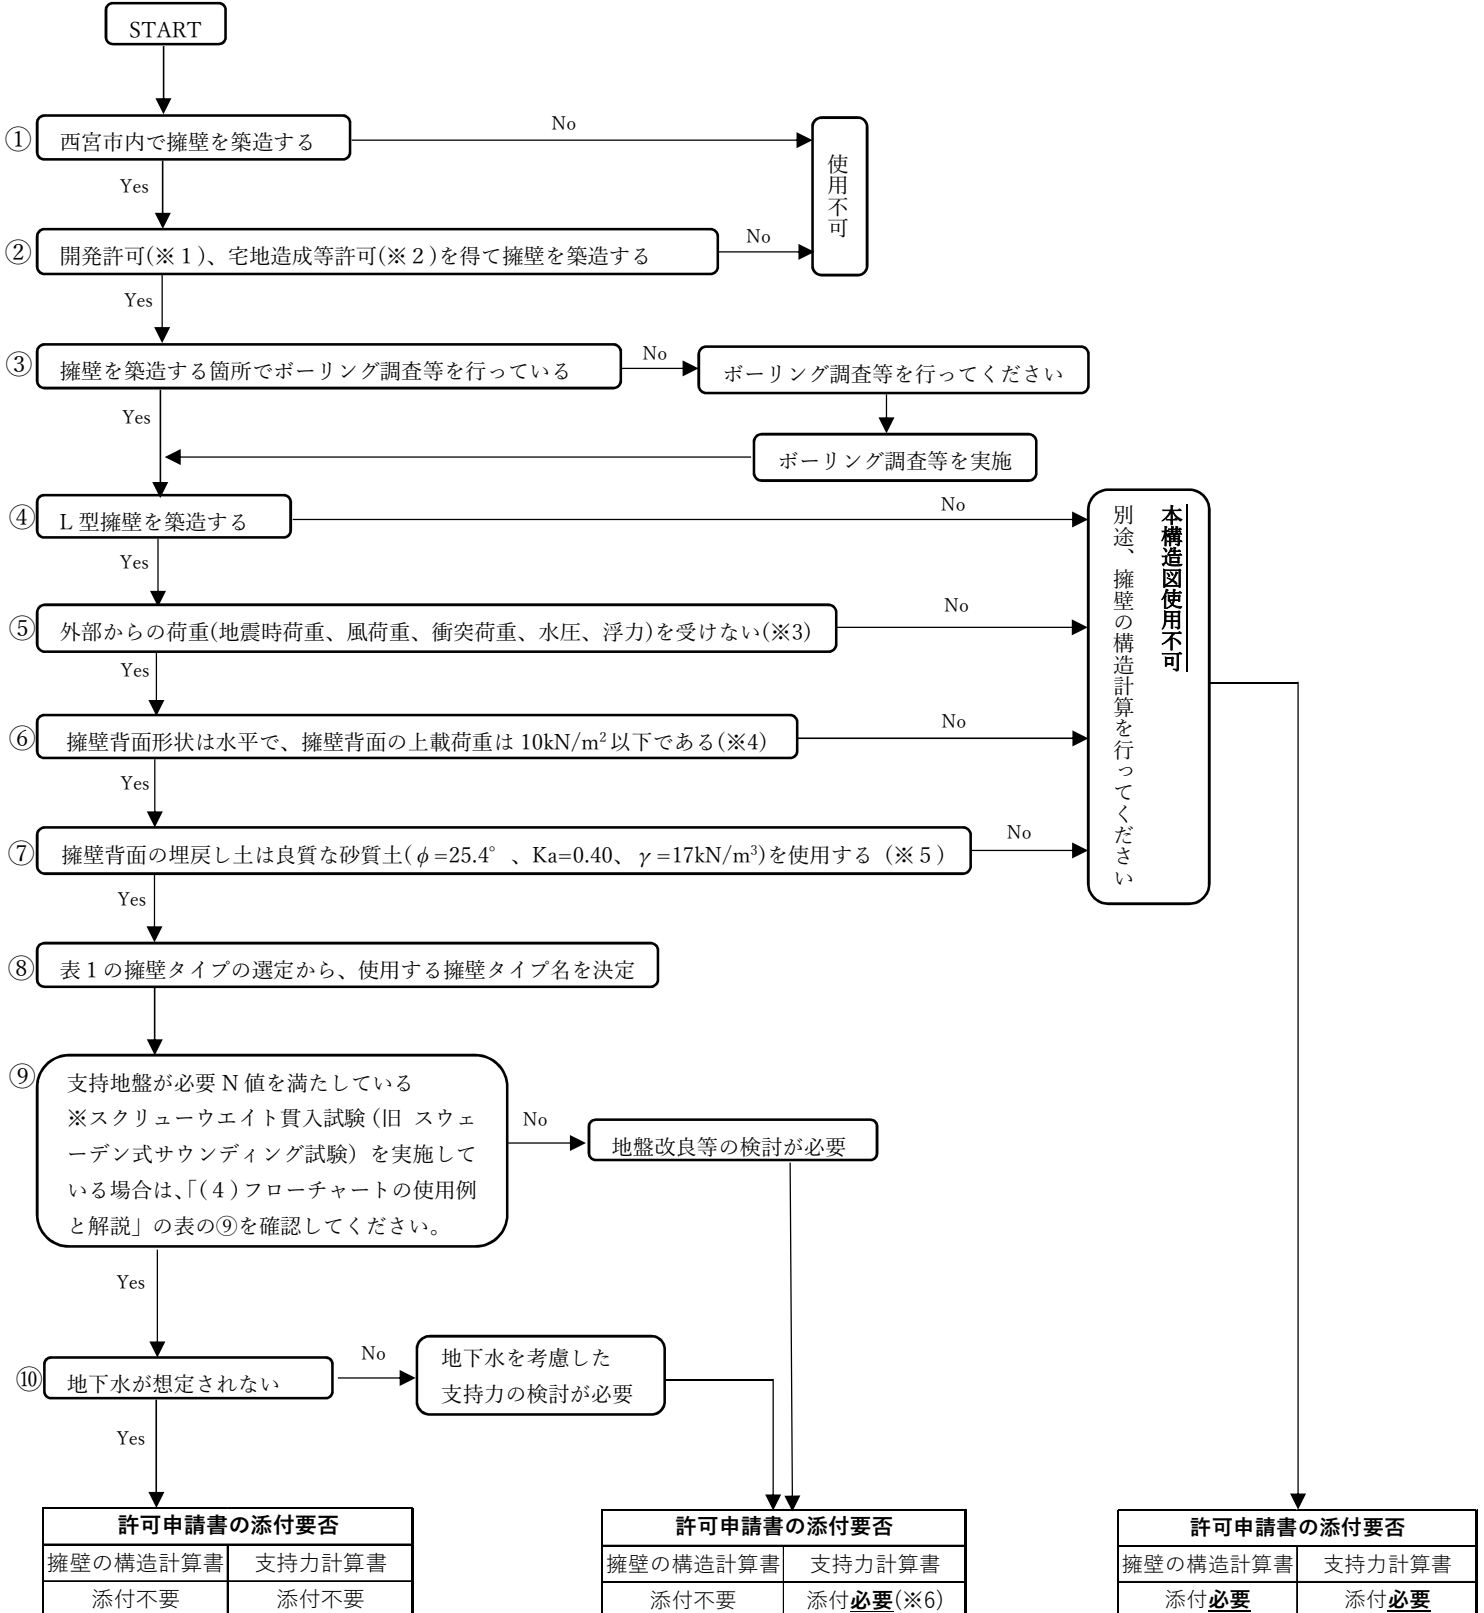 START
① 西宮市内で擁壁を築造する
No
Yes
使用不可
② 開発許可(※１)、宅地造成等許可(※２)を得て擁壁を築造する
No
Yes
③ 擁壁を築造する箇所でボーリング調査等を行っている
No
ボーリング調査等を行ってください
Yes
ボーリング調査等を実施
④ L 型擁壁を築造する
No
Yes
本構造図使用不可
別途、擁壁の構造計算を行ってください
⑤ 外部からの荷重(地震時荷重、風荷重、衝突荷重、水圧、浮力)を受けない(※3)
No
Yes
⑥ 擁壁背面形状は水平で、擁壁背面の上載荷重は 10kN/m²以下である(※4)
No
Yes
⑦ 擁壁背面の埋戻し土は良質な砂質土(φ=25.4°、Ka=0.40、γ=17kN/m³)を使用する（※５）
No
Yes
⑧ 表１の擁壁タイプの選定から、使用する擁壁タイプ名を決定
⑨ 支持地盤が必要 N 値を満たしている
※スクリューウエイト貫入試験（旧 スウェ
ーデン式サウンディング試験）を実施して
いる場合は、「(４)フローチャートの使用例
と解説」の表の⑨を確認してください。
No
地盤改良等の検討が必要
Yes
⑩ 地下水が想定されない
No
地下水を考慮した
支持力の検討が必要
Yes
許可申請書の添付要否
擁壁の構造計算書 支持力計算書
添付不要 添付不要
許可申請書の添付要否
擁壁の構造計算書 支持力計算書
添付不要 添付必要(※6)
許可申請書の添付要否
擁壁の構造計算書 支持力計算書
添付必要 添付必要